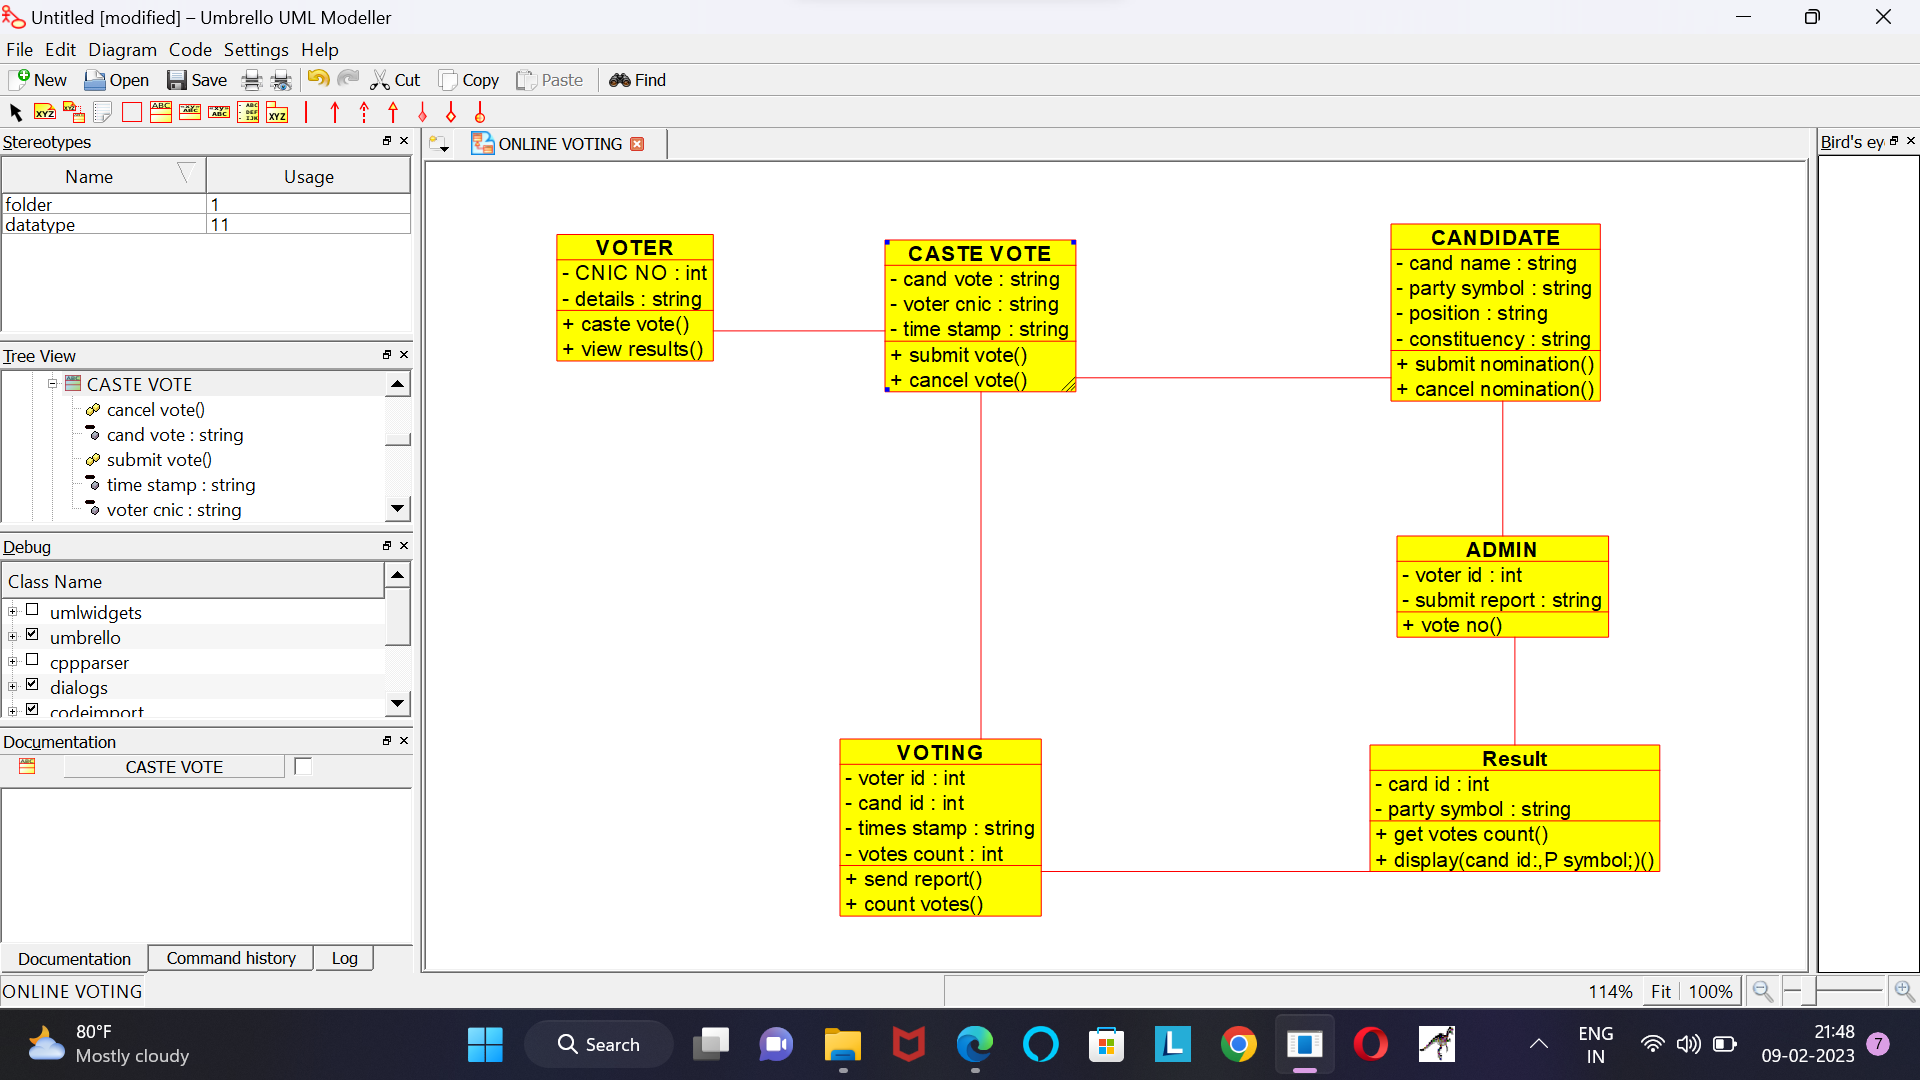 Untitled [modified] – Umbrello UML Modeller
File Edit Diagram Code Settings Help
New Open Save Cut Copy Paste Find
Stereotypes
Name Usage
folder 1
datatype 11
Tree View
CASTE VOTE
cancel vote()
cand vote : string
submit vote()
time stamp : string
voter cnic : string
Debug
Class Name
umlwidgets
umbrello
cppparser
dialogs
codeimport
Documentation
CASTE VOTE
Documentation Command history Log
ONLINE VOTING
ONLINE VOTING
VOTER
- CNIC NO : int
- details : string
+ caste vote()
+ view results()
CASTE VOTE
- cand vote : string
- voter cnic : string
- time stamp : string
+ submit vote()
+ cancel vote()
CANDIDATE
- cand name : string
- party symbol : string
- position : string
- constituency : string
+ submit nomination()
+ cancel nomination()
ADMIN
- voter id : int
- submit report : string
+ vote no()
VOTING
- voter id : int
- cand id : int
- times stamp : string
- votes count : int
+ send report()
+ count votes()
Result
- card id : int
- party symbol : string
+ get votes count()
+ display(cand id:,P symbol;)()
Bird's ey
114% Fit 100%
80°F
Mostly cloudy
Search
ENG
IN
21:48
09-02-2023
7